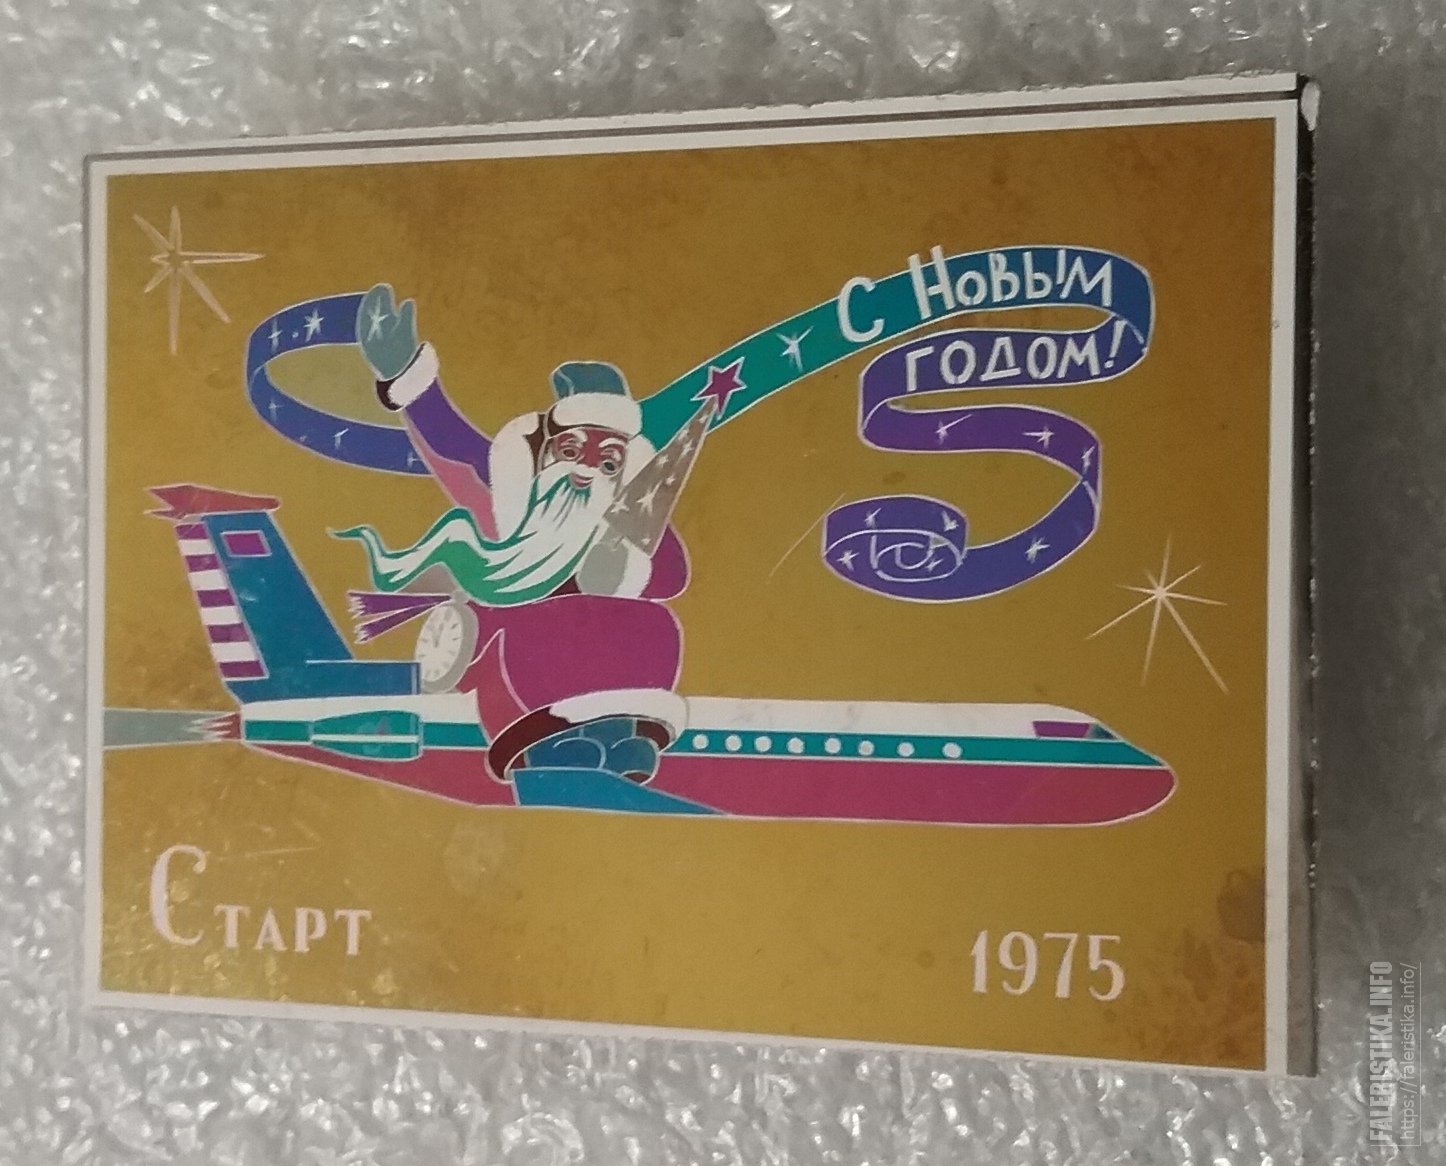 С Новым
годом!
Старт
1975
FALERISTIKA.INFO
https://faleristika.info/